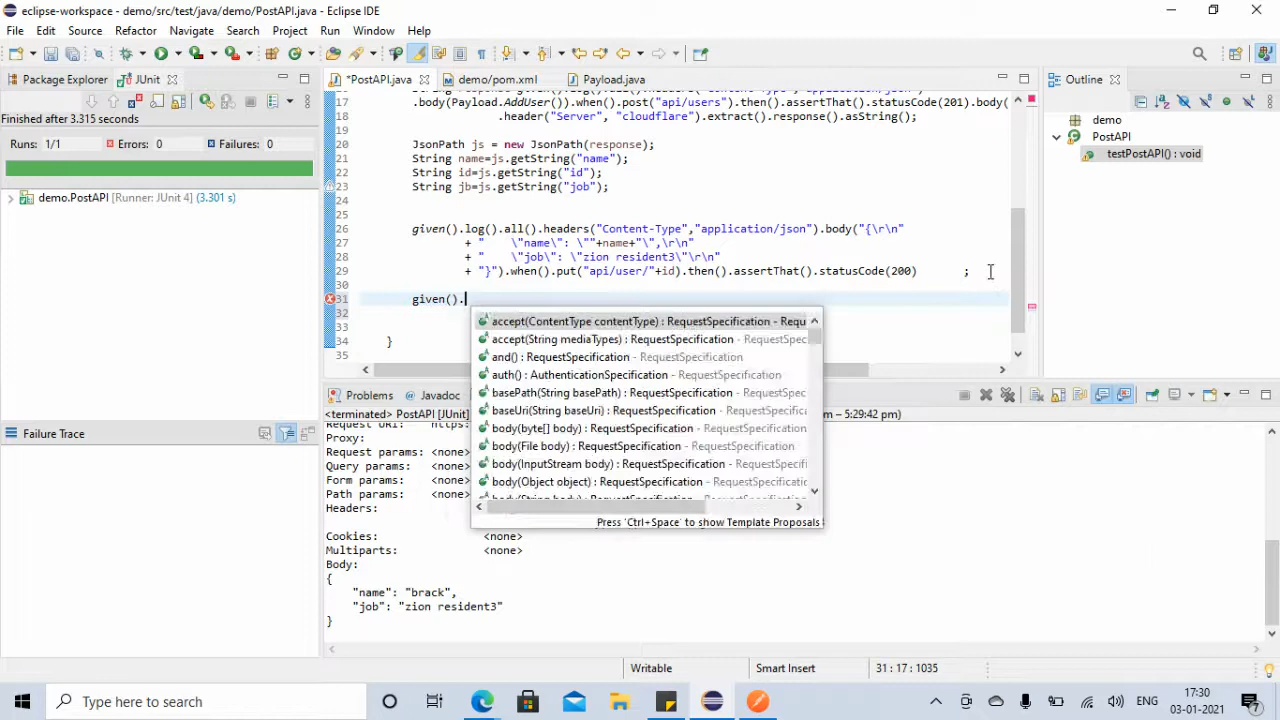 eclipse-workspace - demo/src/test/java/demo/PostAPI.java - Eclipse IDE
File Edit Source Refactor Navigate Search Project Run Window Help
Package Explorer JUnit
*PostAPI.java demo/pom.xml Payload.java
Outline
Finished after 3.315 seconds
Runs: 1/1 Errors: 0 Failures: 0
demo.PostAPI [Runner: JUnit 4] (3.301 s)
Failure Trace
17 .body(Payload.AddUser()).when().post("api/users").then().assertThat().statusCode(201).body(
18 .header("Server", "cloudflare").extract().response().asString();
19
20 JsonPath js = new JsonPath(response);
21 String name=js.getString("name");
22 String id=js.getString("id");
23 String jb=js.getString("job");
24
25
26 given().log().all().headers("Content-Type","application/json").body("{\r\n"
27 + " \"name\": \""+name+"\",\r\n"
28 + " \"job\": \"zion resident3\"\r\n"
29 + "}").when().put("api/user/"+id).then().assertThat().statusCode(200) ;
30
31 given().
32
33
34 }
35
accept(ContentType contentType) : RequestSpecification - Requ
accept(String mediaTypes) : RequestSpecification - RequestSpec
and() : RequestSpecification - RequestSpecification
auth() : AuthenticationSpecification - RequestSpecification
basePath(String basePath) : RequestSpecification - RequestSpec
baseUri(String baseUri) : RequestSpecification - RequestSpecifica
body(byte[] body) : RequestSpecification - RequestSpecification
body(File body) : RequestSpecification - RequestSpecification
body(InputStream body) : RequestSpecification - RequestSpecifi
body(Object object) : RequestSpecification - RequestSpecificatio
Press 'Ctrl+Space' to show Template Proposals
demo
PostAPI
testPostAPI() : void
Problems Javadoc
<terminated> PostAPI [JUnit] – 5:29:42 pm)
Request URI: https:
Proxy:
Request params: <none>
Query params: <none>
Form params: <none>
Path params: <none>
Headers:
Cookies: <none>
Multiparts: <none>
Body:
{
"name": "brack",
"job": "zion resident3"
}
Writable Smart Insert 31 : 17 : 1035
Type here to search
ENG 17:30
03-01-2021
7